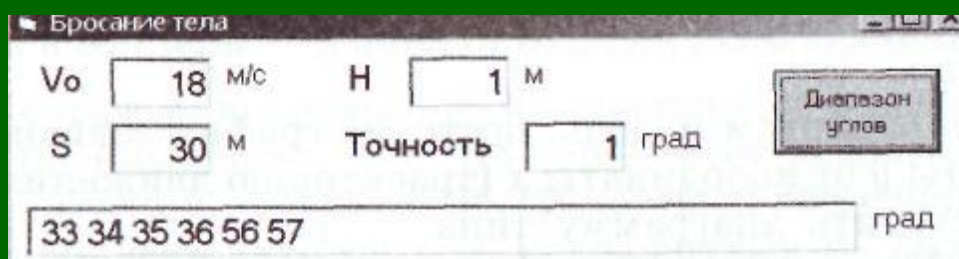 Бросание тела
Vo 18 м/с H 1 м
Диапазон
углов
S 30 м Точность 1 град
33 34 35 36 56 57 град